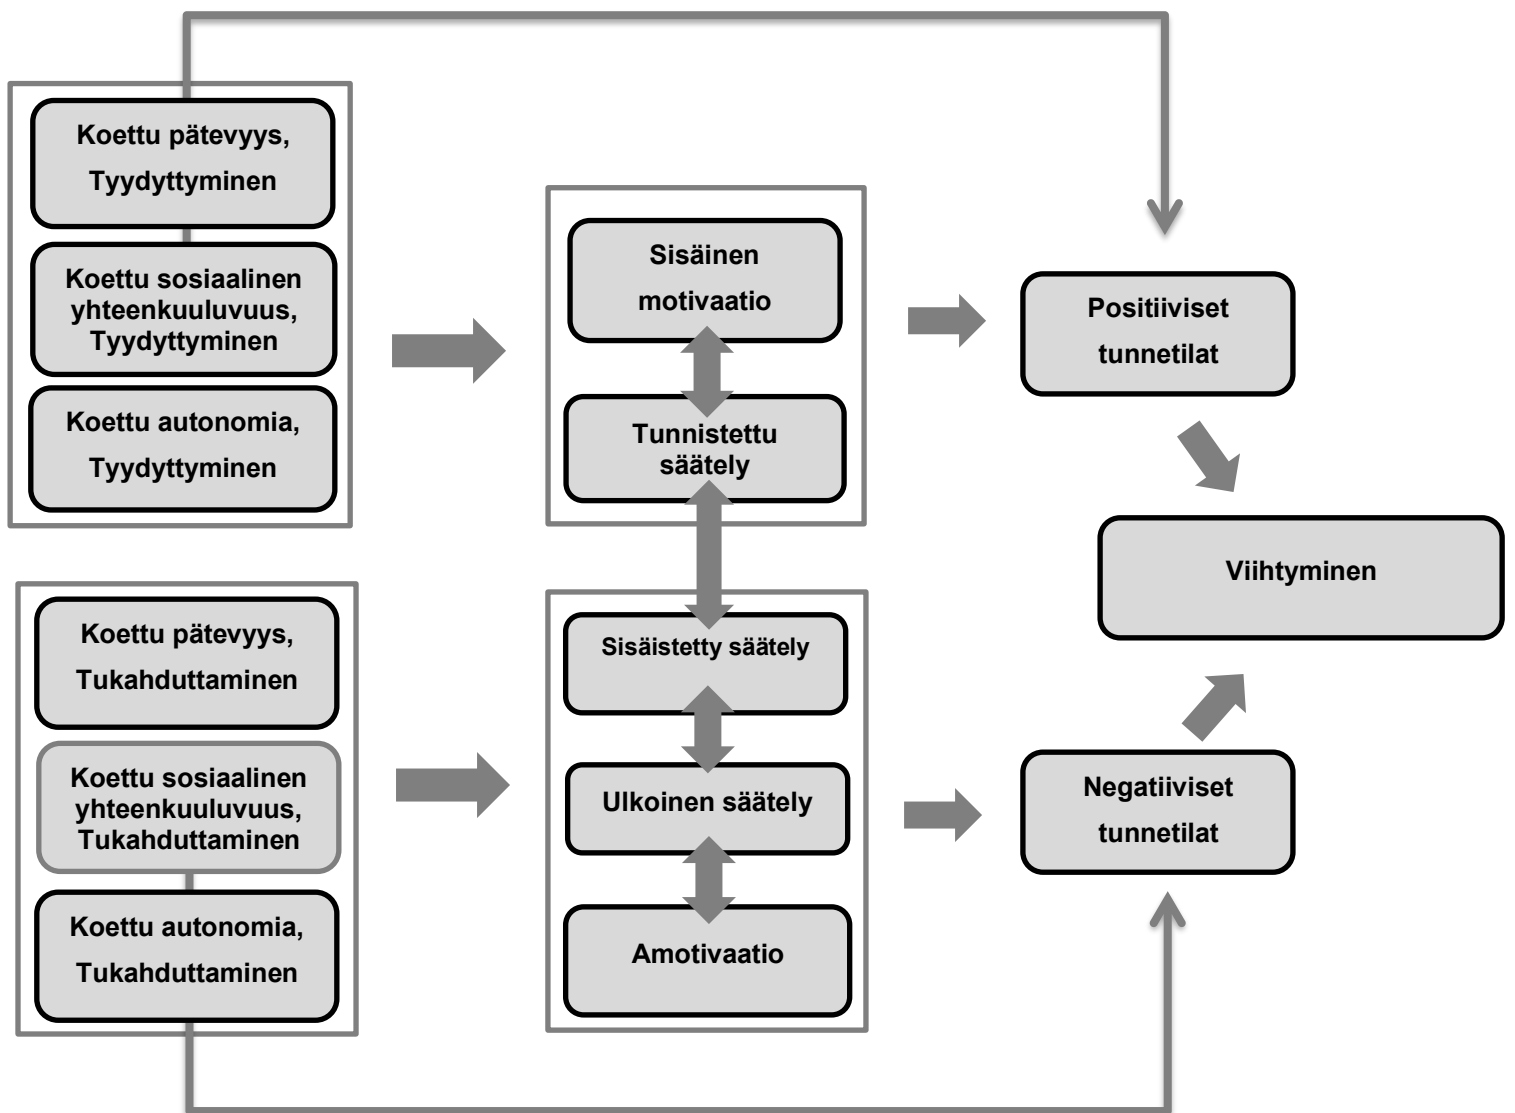 Koettu pätevyys,
Tyydyttyminen
Koettu sosiaalinen
yhteenkuuluvuus,
Tyydyttyminen
Koettu autonomia,
Tyydyttyminen
Koettu pätevyys,
Tukahduttaminen
Koettu sosiaalinen
yhteenkuuluvuus,
Tukahduttaminen
Koettu autonomia,
Tukahduttaminen
Sisäinen
motivaatio
Tunnistettu
säätely
Sisäistetty säätely
Ulkoinen säätely
Amotivaatio
Positiiviset
tunnetilat
Viihtyminen
Negatiiviset
tunnetilat